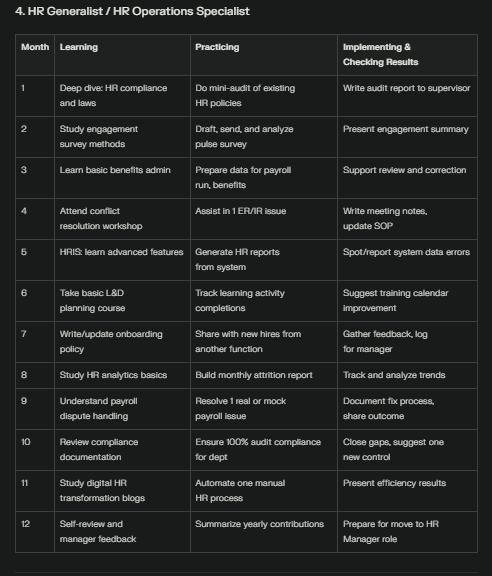 4. HR Generalist / HR Operations Specialist
Month Learning Practicing Implementing &
Checking Results
1 Deep dive: HR compliance Do mini-audit of existing Write audit report to supervisor
and laws HR policies
2 Study engagement Draft, send, and analyze Present engagement summary
survey methods pulse survey
3 Learn basic benefits admin Prepare data for payroll Support review and correction
run, benefits
4 Attend conflict Assist in 1 ER/IR issue Write meeting notes,
resolution workshop update SOP
5 HRIS: learn advanced features Generate HR reports Spot/report system data errors
from system
6 Take basic L&D Track learning activity Suggest training calendar
planning course completions improvement
7 Write/update onboarding Share with new hires from Gather feedback, log
policy another function for manager
8 Study HR analytics basics Build monthly attrition report Track and analyze trends
9 Understand payroll Resolve 1 real or mock Document fix process,
dispute handling payroll issue share outcome
10 Review compliance Ensure 100% audit compliance Close gaps, suggest one
documentation for dept new control
11 Study digital HR Automate one manual Present efficiency results
transformation blogs HR process
12 Self-review and Summarize yearly contributions Prepare for move to HR
manager feedback Manager role